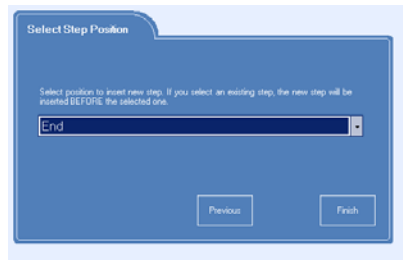 Select Step Position
Select position to insert new step. If you select an existing step, the new step will be
inserted BEFORE the selected one.
End
Previous
Finish